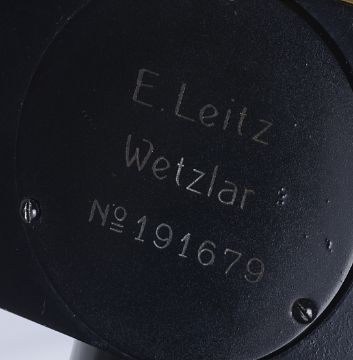 E. Leitz
Wetzlar
Nº 191679